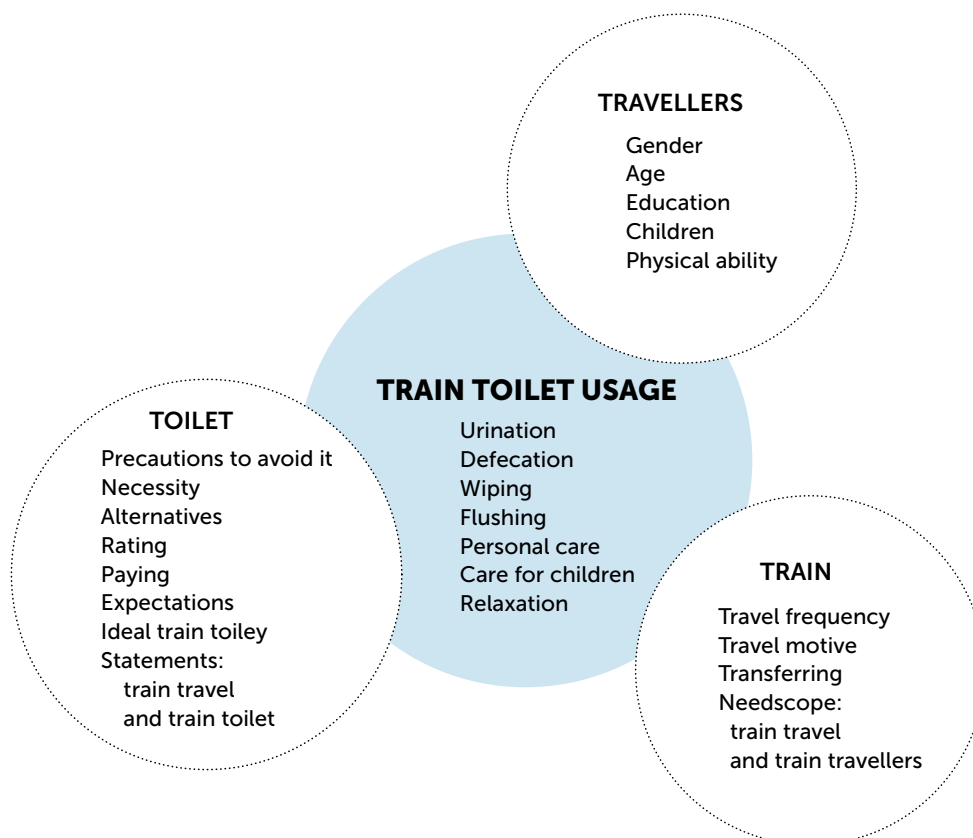 TRAVELLERS
Gender
Age
Education
Children
Physical ability
TRAIN TOILET USAGE
Urination
Defecation
Wiping
Flushing
Personal care
Care for children
Relaxation
TOILET
Precautions to avoid it
Necessity
Alternatives
Rating
Paying
Expectations
Ideal train toiley
Statements:
train travel
and train toilet
TRAIN
Travel frequency
Travel motive
Transferring
Needscope:
train travel
and train travellers